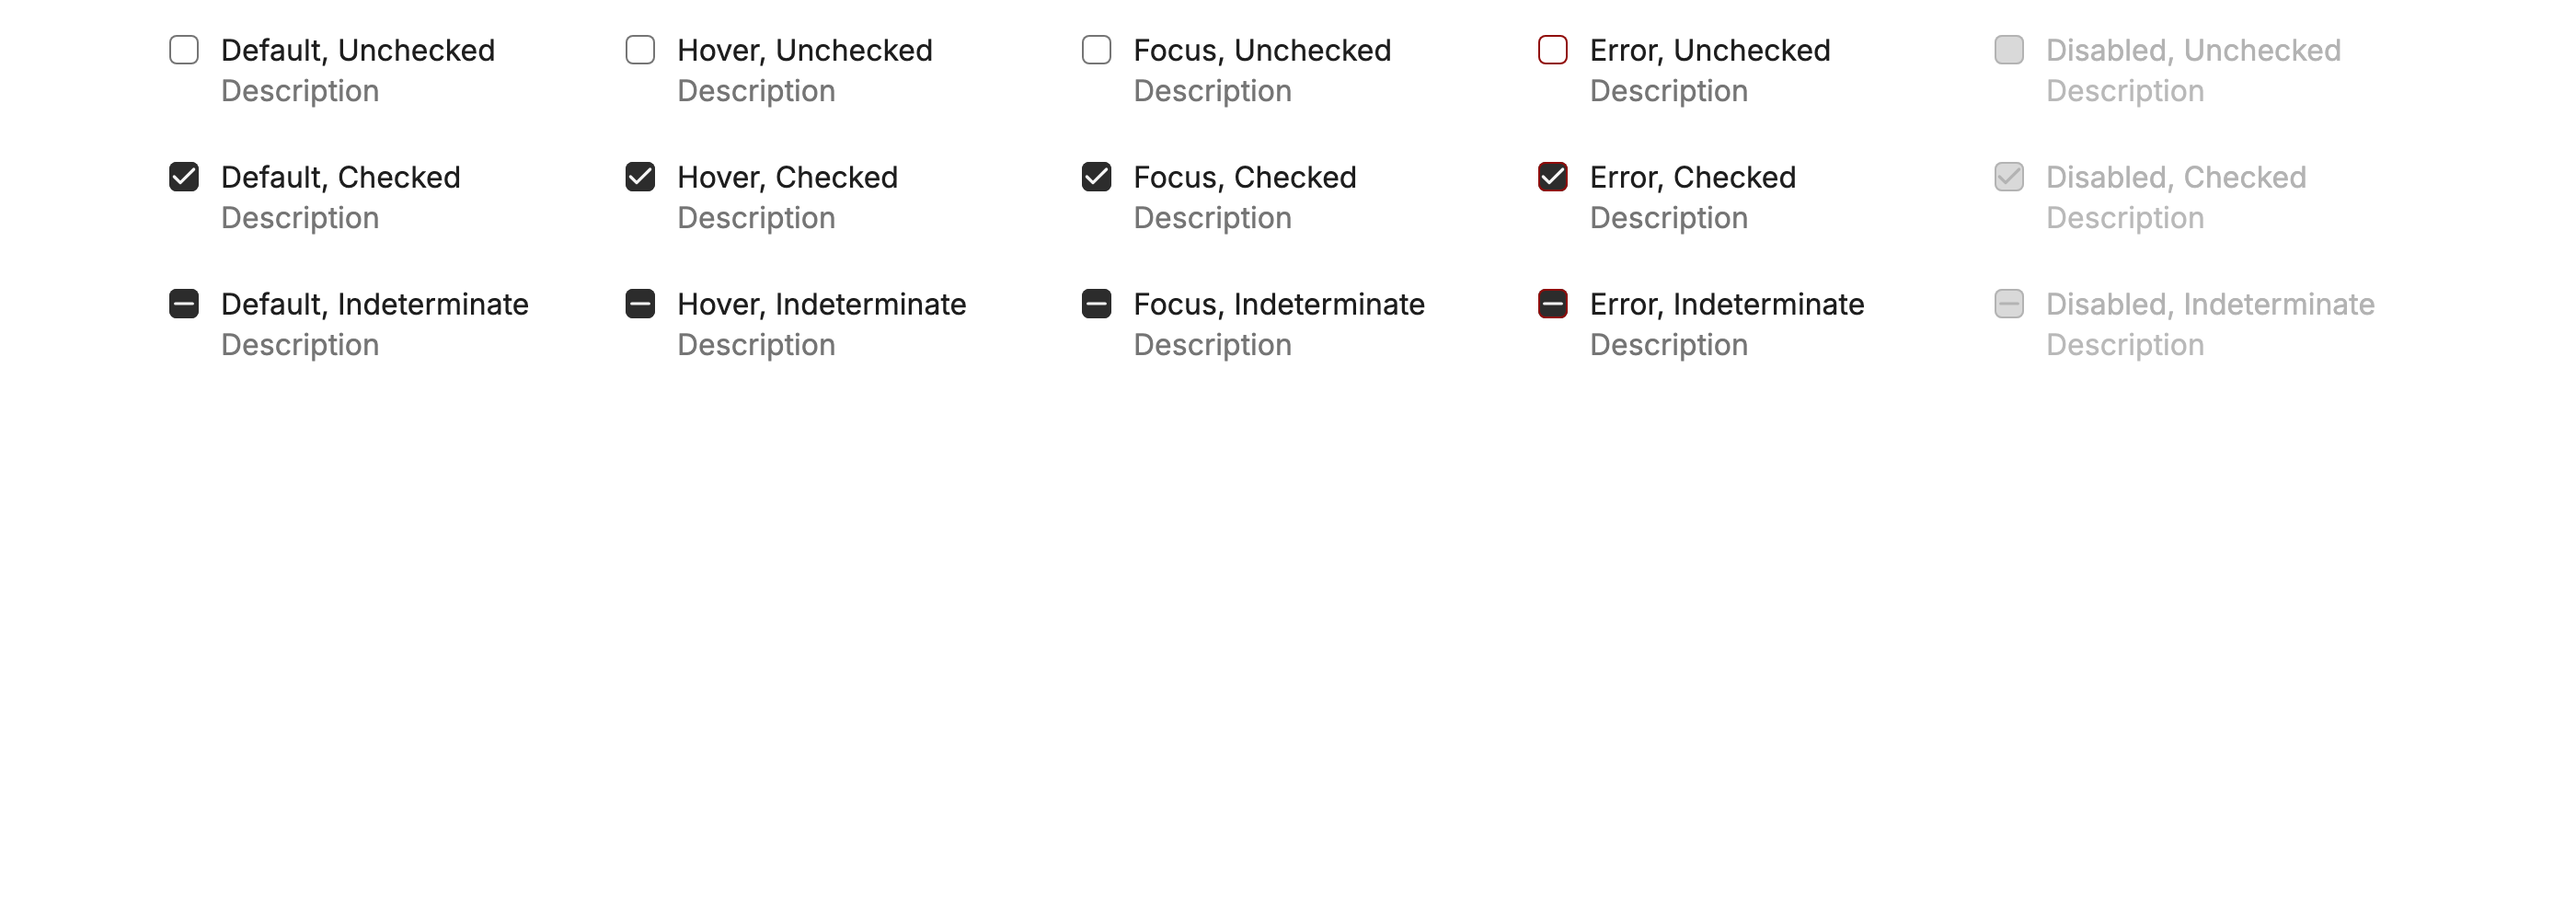 Default, Unchecked
Description
Hover, Unchecked
Description
Focus, Unchecked
Description
Error, Unchecked
Description
Disabled, Unchecked
Description
Default, Checked
Description
Hover, Checked
Description
Focus, Checked
Description
Error, Checked
Description
Disabled, Checked
Description
Default, Indeterminate
Description
Hover, Indeterminate
Description
Focus, Indeterminate
Description
Error, Indeterminate
Description
Disabled, Indeterminate
Description